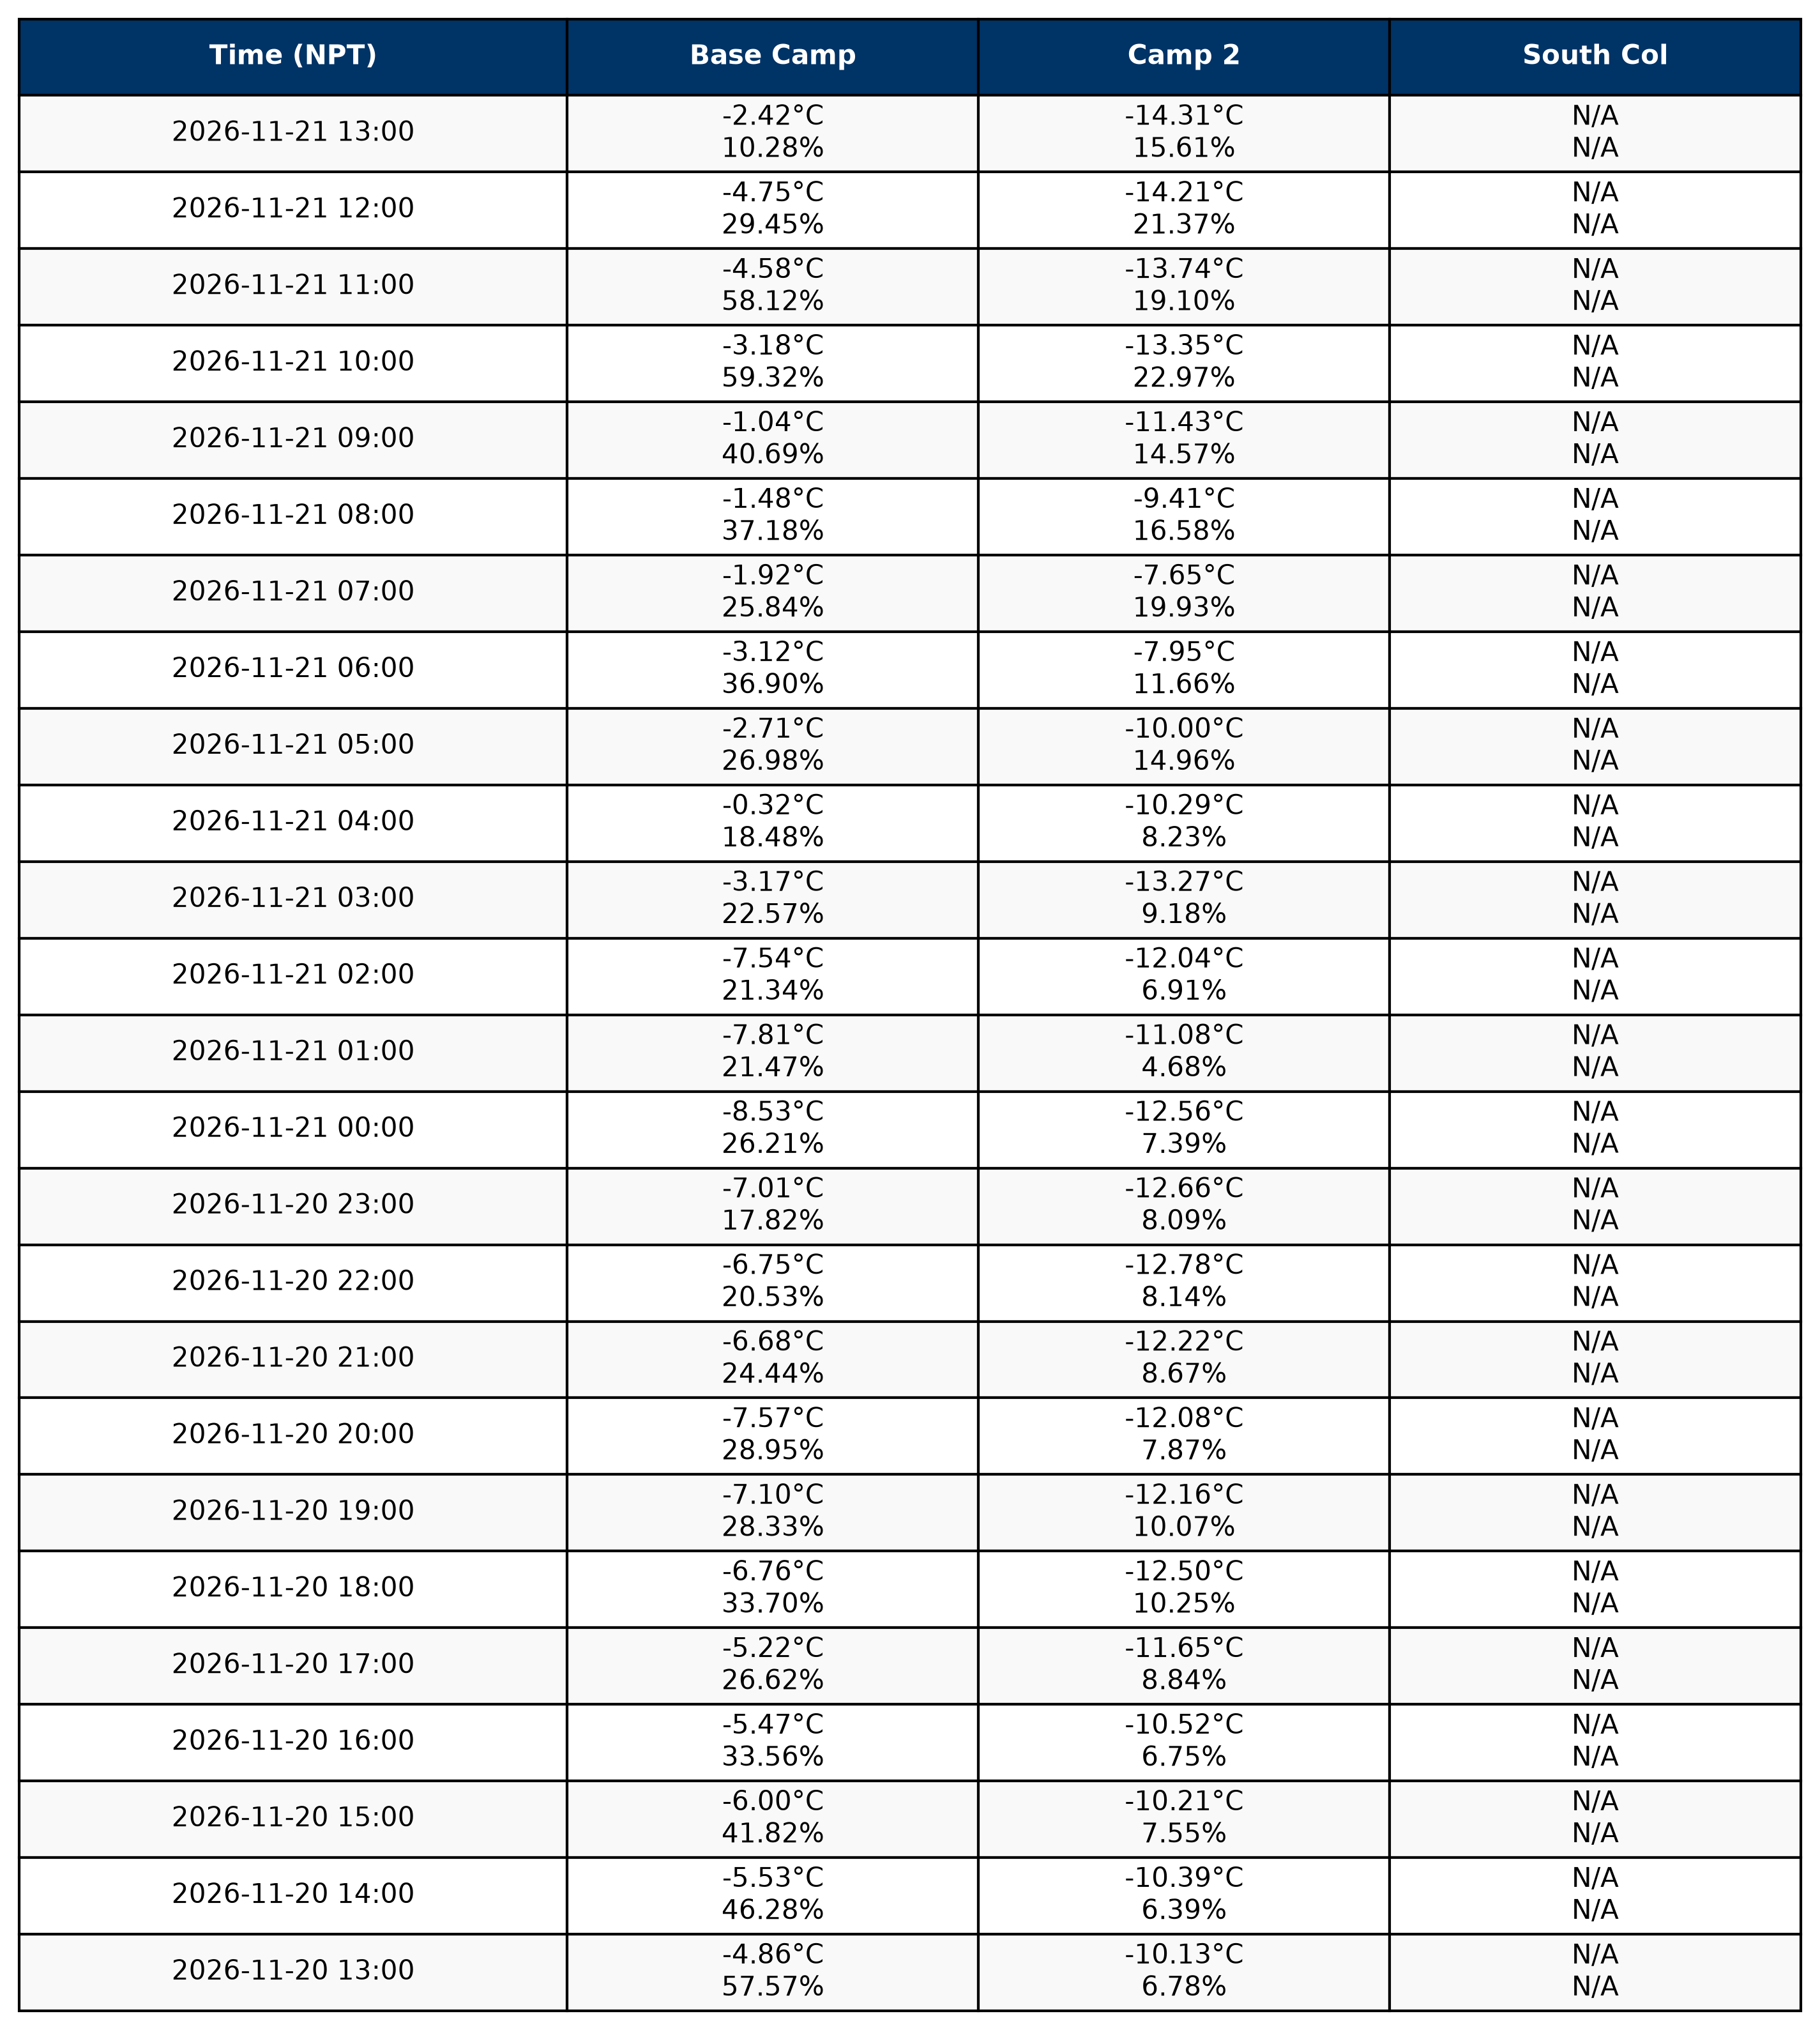 Time (NPT) Base Camp Camp 2 South Col
2026-11-21 13:00 -2.42°C -14.31°C N/A
10.28% 15.61% N/A
2026-11-21 12:00 -4.75°C -14.21°C N/A
29.45% 21.37% N/A
2026-11-21 11:00 -4.58°C -13.74°C N/A
58.12% 19.10% N/A
2026-11-21 10:00 -3.18°C -13.35°C N/A
59.32% 22.97% N/A
2026-11-21 09:00 -1.04°C -11.43°C N/A
40.69% 14.57% N/A
2026-11-21 08:00 -1.48°C -9.41°C N/A
37.18% 16.58% N/A
2026-11-21 07:00 -1.92°C -7.65°C N/A
25.84% 19.93% N/A
2026-11-21 06:00 -3.12°C -7.95°C N/A
36.90% 11.66% N/A
2026-11-21 05:00 -2.71°C -10.00°C N/A
26.98% 14.96% N/A
2026-11-21 04:00 -0.32°C -10.29°C N/A
18.48% 8.23% N/A
2026-11-21 03:00 -3.17°C -13.27°C N/A
22.57% 9.18% N/A
2026-11-21 02:00 -7.54°C -12.04°C N/A
21.34% 6.91% N/A
2026-11-21 01:00 -7.81°C -11.08°C N/A
21.47% 4.68% N/A
2026-11-21 00:00 -8.53°C -12.56°C N/A
26.21% 7.39% N/A
2026-11-20 23:00 -7.01°C -12.66°C N/A
17.82% 8.09% N/A
2026-11-20 22:00 -6.75°C -12.78°C N/A
20.53% 8.14% N/A
2026-11-20 21:00 -6.68°C -12.22°C N/A
24.44% 8.67% N/A
2026-11-20 20:00 -7.57°C -12.08°C N/A
28.95% 7.87% N/A
2026-11-20 19:00 -7.10°C -12.16°C N/A
28.33% 10.07% N/A
2026-11-20 18:00 -6.76°C -12.50°C N/A
33.70% 10.25% N/A
2026-11-20 17:00 -5.22°C -11.65°C N/A
26.62% 8.84% N/A
2026-11-20 16:00 -5.47°C -10.52°C N/A
33.56% 6.75% N/A
2026-11-20 15:00 -6.00°C -10.21°C N/A
41.82% 7.55% N/A
2026-11-20 14:00 -5.53°C -10.39°C N/A
46.28% 6.39% N/A
2026-11-20 13:00 -4.86°C -10.13°C N/A
57.57% 6.78% N/A